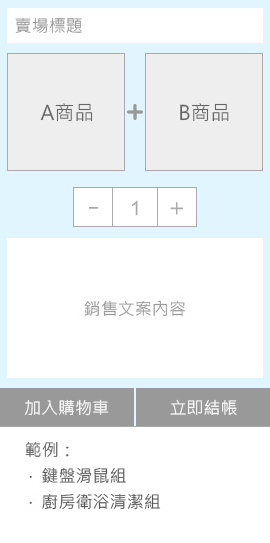 賣場標題
A商品 + B商品
- 1 +
銷售文案內容
加入購物車 立即結帳
範例：
· 鍵盤滑鼠組
· 廚房衛浴清潔組